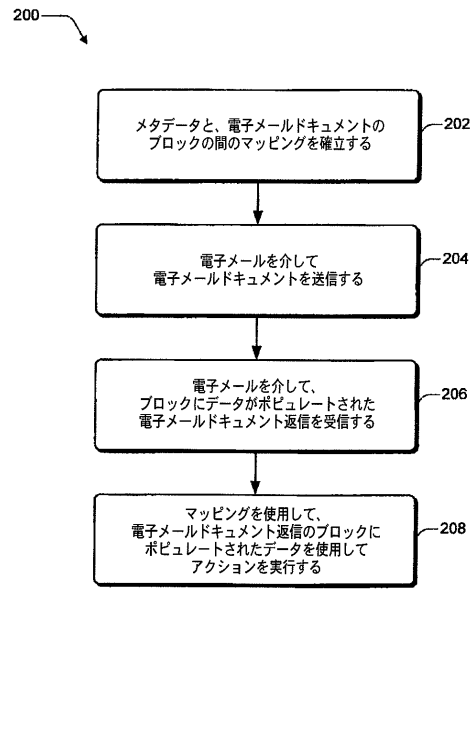 200
メタデータと、電子メールドキュメントの
ブロックの間のマッピングを確立する
202
電子メールを介して
電子メールドキュメントを送信する
204
電子メールを介して、
ブロックにデータがポピュレートされた
電子メールドキュメント返信を受信する
206
マッピングを使用して、
電子メールドキュメント返信のブロックに
ポピュレートされたデータを使用して
アクションを実行する
208